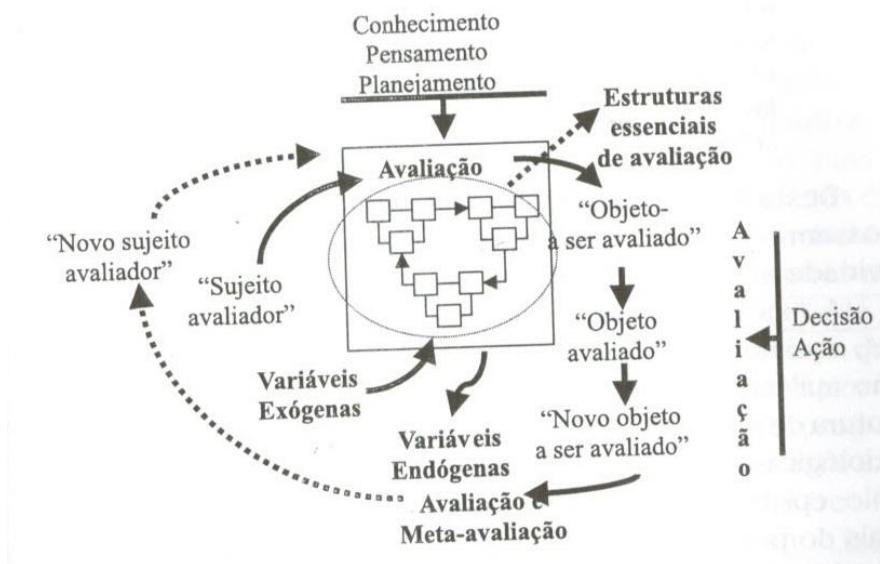 Conhecimento
Pensamento
Planejamento
Estruturas
essenciais
de avaliação
Avaliação
“Objeto-
a ser avaliado”
“Novo sujeito
avaliador”
“Sujeito
avaliador”
“Objeto
avaliado”
Variáveis
Exógenas
“Novo objeto
a ser avaliado”
Variáveis
Endógenas
Avaliação e
Meta-avaliação
A
v
a
l
i
a
ç
ã
o
Decisão
Ação